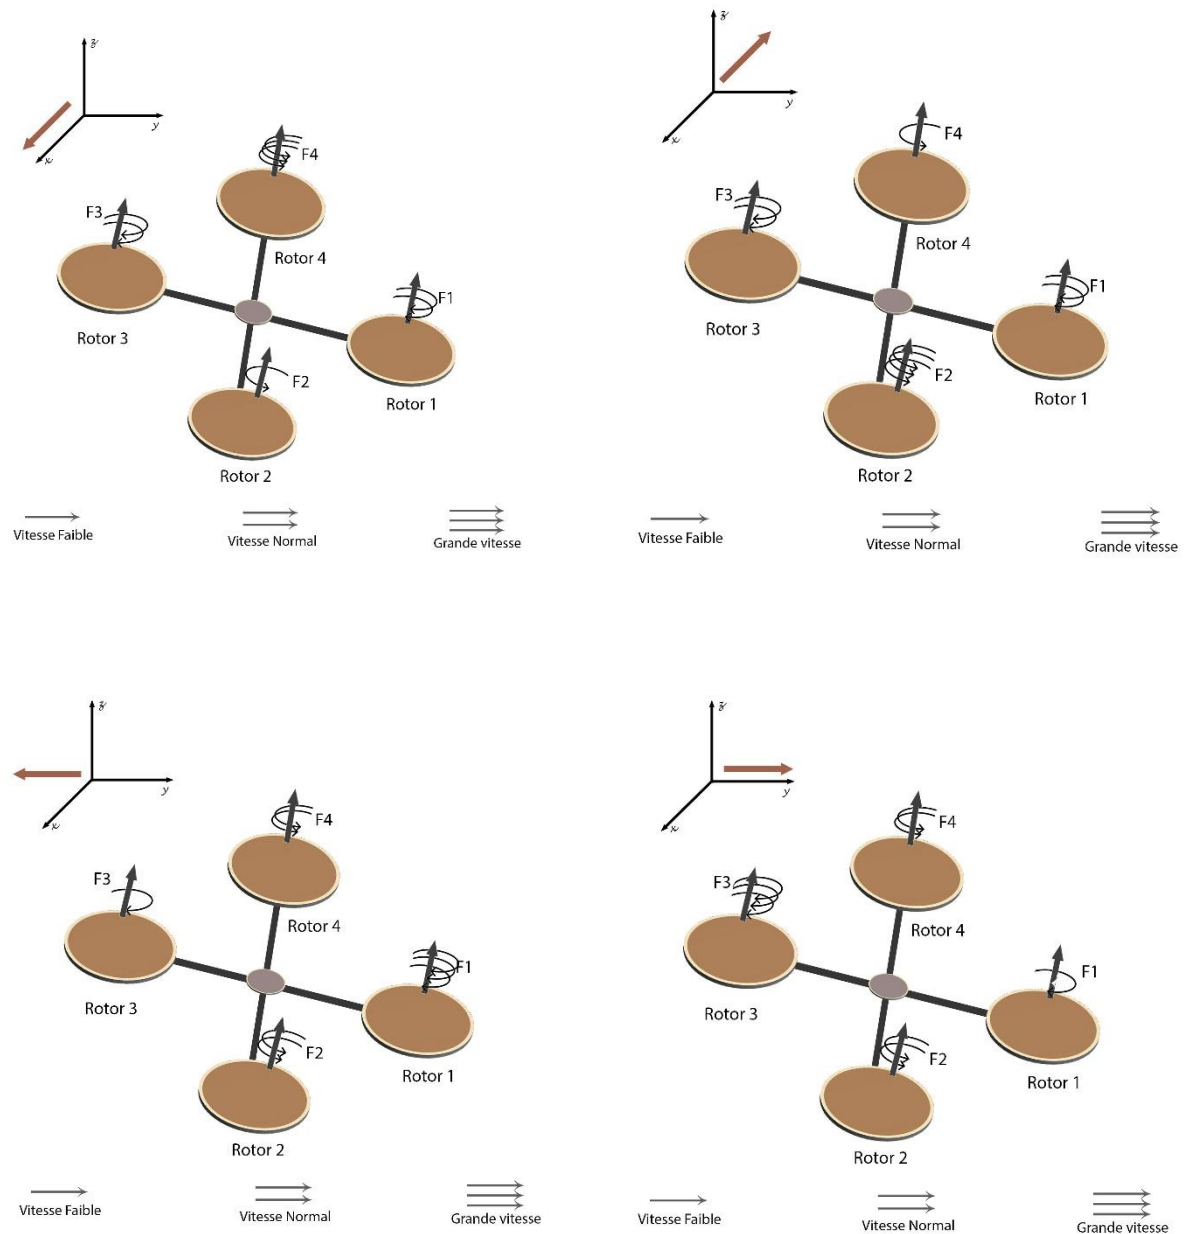 z
y
x
F4
F3
F1
F2
Rotor 4
Rotor 3
Rotor 1
Rotor 2
Vitesse Faible
Vitesse Normal
Grande vitesse
z
y
x
F4
F3
F1
F2
Rotor 4
Rotor 3
Rotor 1
Rotor 2
Vitesse Faible
Vitesse Normal
Grande vitesse
z
y
x
F4
F3
F1
F2
Rotor 4
Rotor 3
Rotor 1
Rotor 2
Vitesse Faible
Vitesse Normal
Grande vitesse
z
y
x
F4
F3
F1
F2
Rotor 4
Rotor 3
Rotor 1
Rotor 2
Vitesse Faible
Vitesse Normal
Grande vitesse